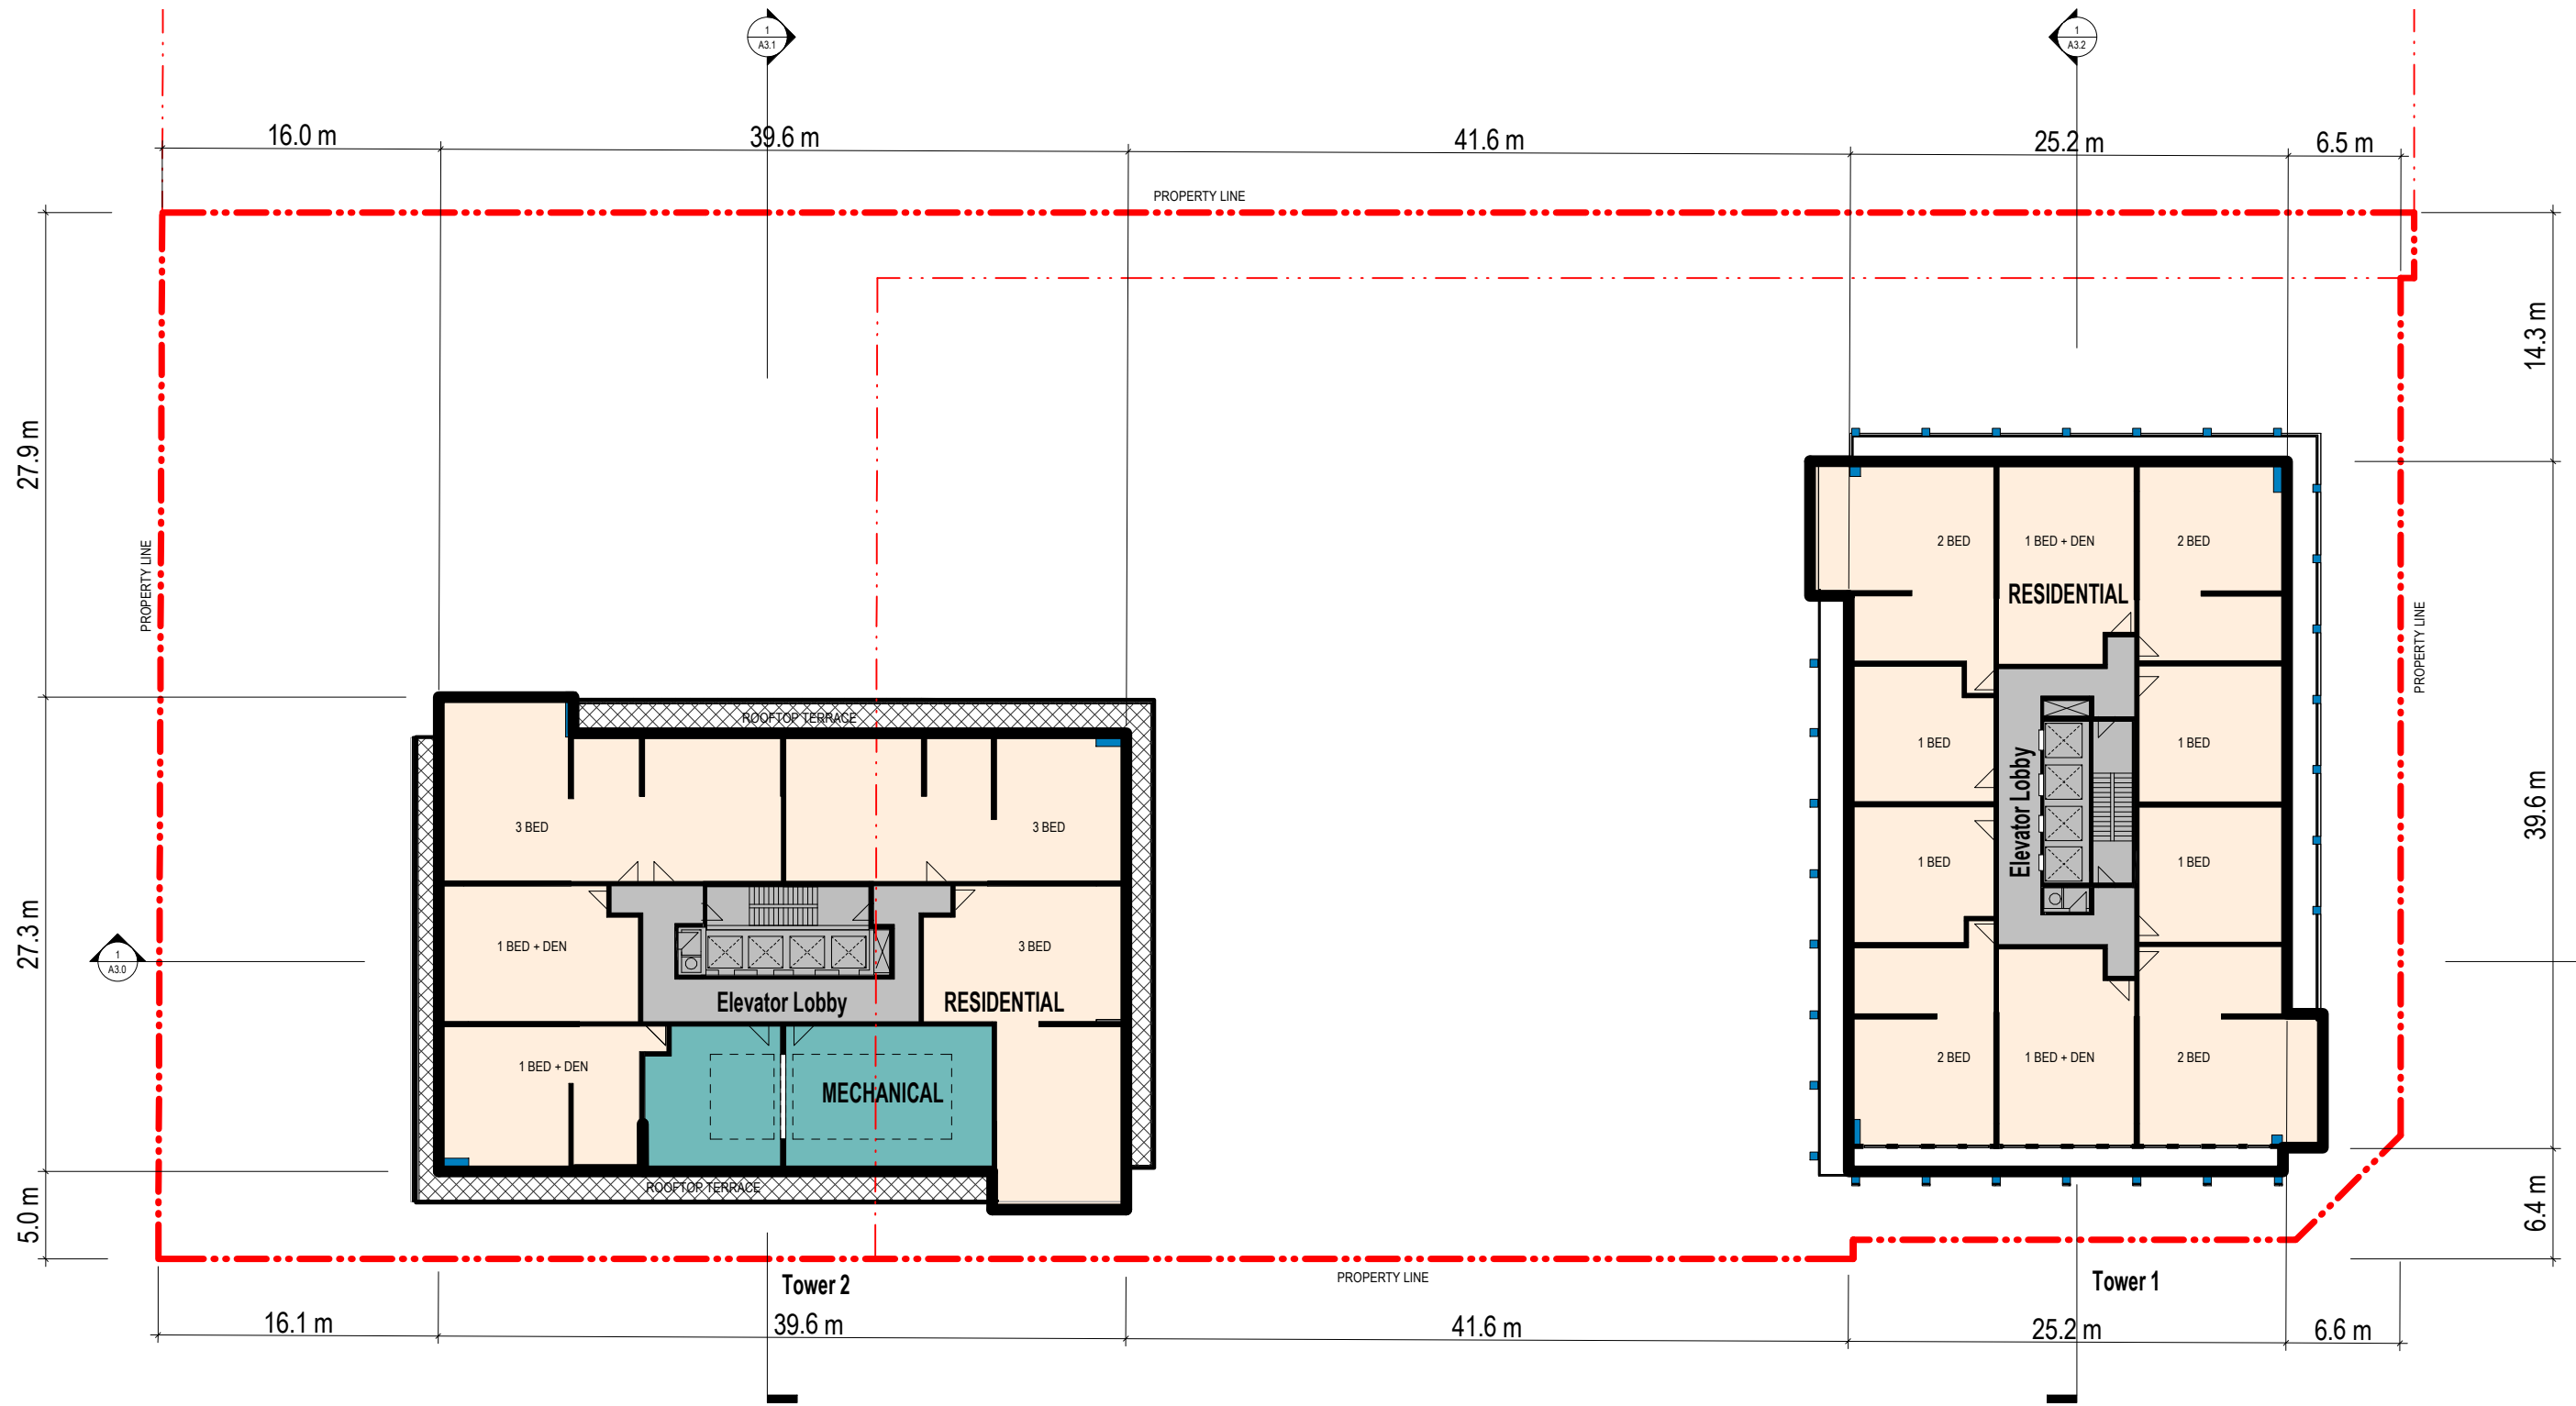 1
A3.1
1
A3.2
16.0 m
39.6 m
41.6 m
25.2 m
6.5 m
PROPERTY LINE
27.9 m
14.3 m
PROPERTY LINE
PROPERTY LINE
2 BED
1 BED + DEN
2 BED
RESIDENTIAL
ROOFTOP TERRACE
1 BED
Elevator Lobby
1 BED
3 BED
3 BED
39.6 m
1 BED
1 BED
27.3 m
1
A3.0
1 BED + DEN
3 BED
Elevator Lobby
RESIDENTIAL
1 BED + DEN
MECHANICAL
2 BED
1 BED + DEN
2 BED
ROOFTOP TERRACE
5.0 m
6.4 m
Tower 2
PROPERTY LINE
Tower 1
16.1 m
39.6 m
41.6 m
25.2 m
6.6 m